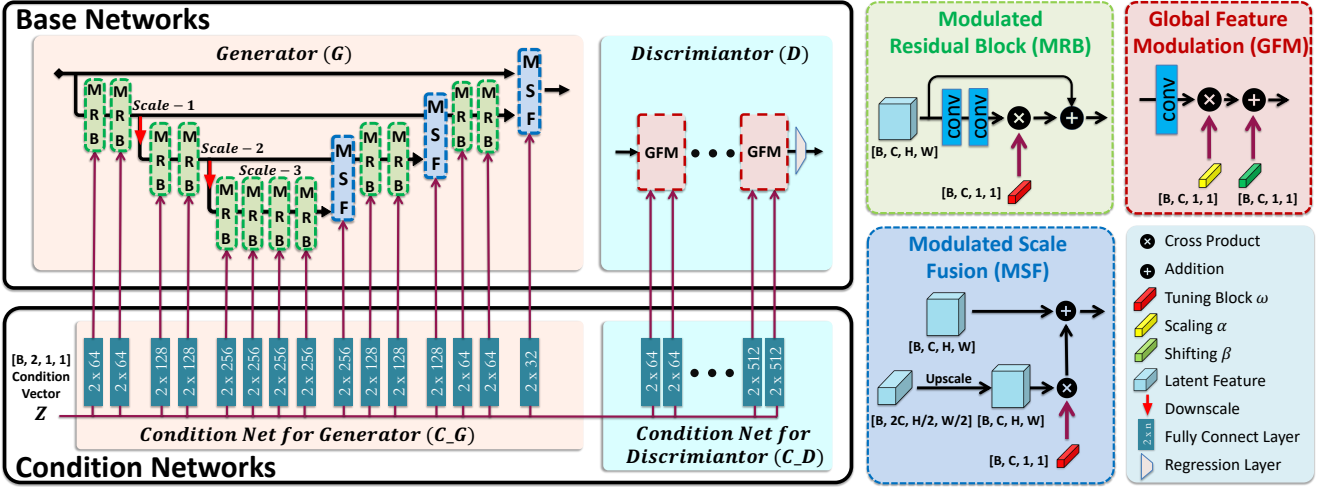 Base Networks
Generator (G)
Discrimiantor (D)
M R B
M R B
Scale－1
M R B
M R B
Scale－2
Scale－3
M R B
M R B
M R B
M R B
M S F
M R B
M R B
M S F
M R B
M R B
M S F
GFM
GFM
[B, 2, 1, 1]
Condition
Vector
Z
2 x 64
2 x 64
2 x 128
2 x 128
2 x 256
2 x 256
2 x 256
2 x 256
2 x 256
2 x 128
2 x 128
2 x 128
2 x 64
2 x 64
2 x 32
2 x 64
2 x 64
2 x 512
2 x 512
Condition Net for Generator (C_G)
Condition Net for
Discrimiantor (C_D)
Condition Networks
Modulated
Residual Block (MRB)
conv
conv
[B, C, H, W]
[B, C, 1, 1]
Global Feature
Modulation (GFM)
conv
[B, C, 1, 1]
[B, C, 1, 1]
Modulated Scale
Fusion (MSF)
[B, C, H, W]
Upscale
[B, 2C, H/2, W/2]
[B, C, H, W]
[B, C, 1, 1]
Cross Product
Addition
Tuning Block ω
Scaling α
Shifting β
Latent Feature
Downscale
2 x n
Fully Connect Layer
Regression Layer